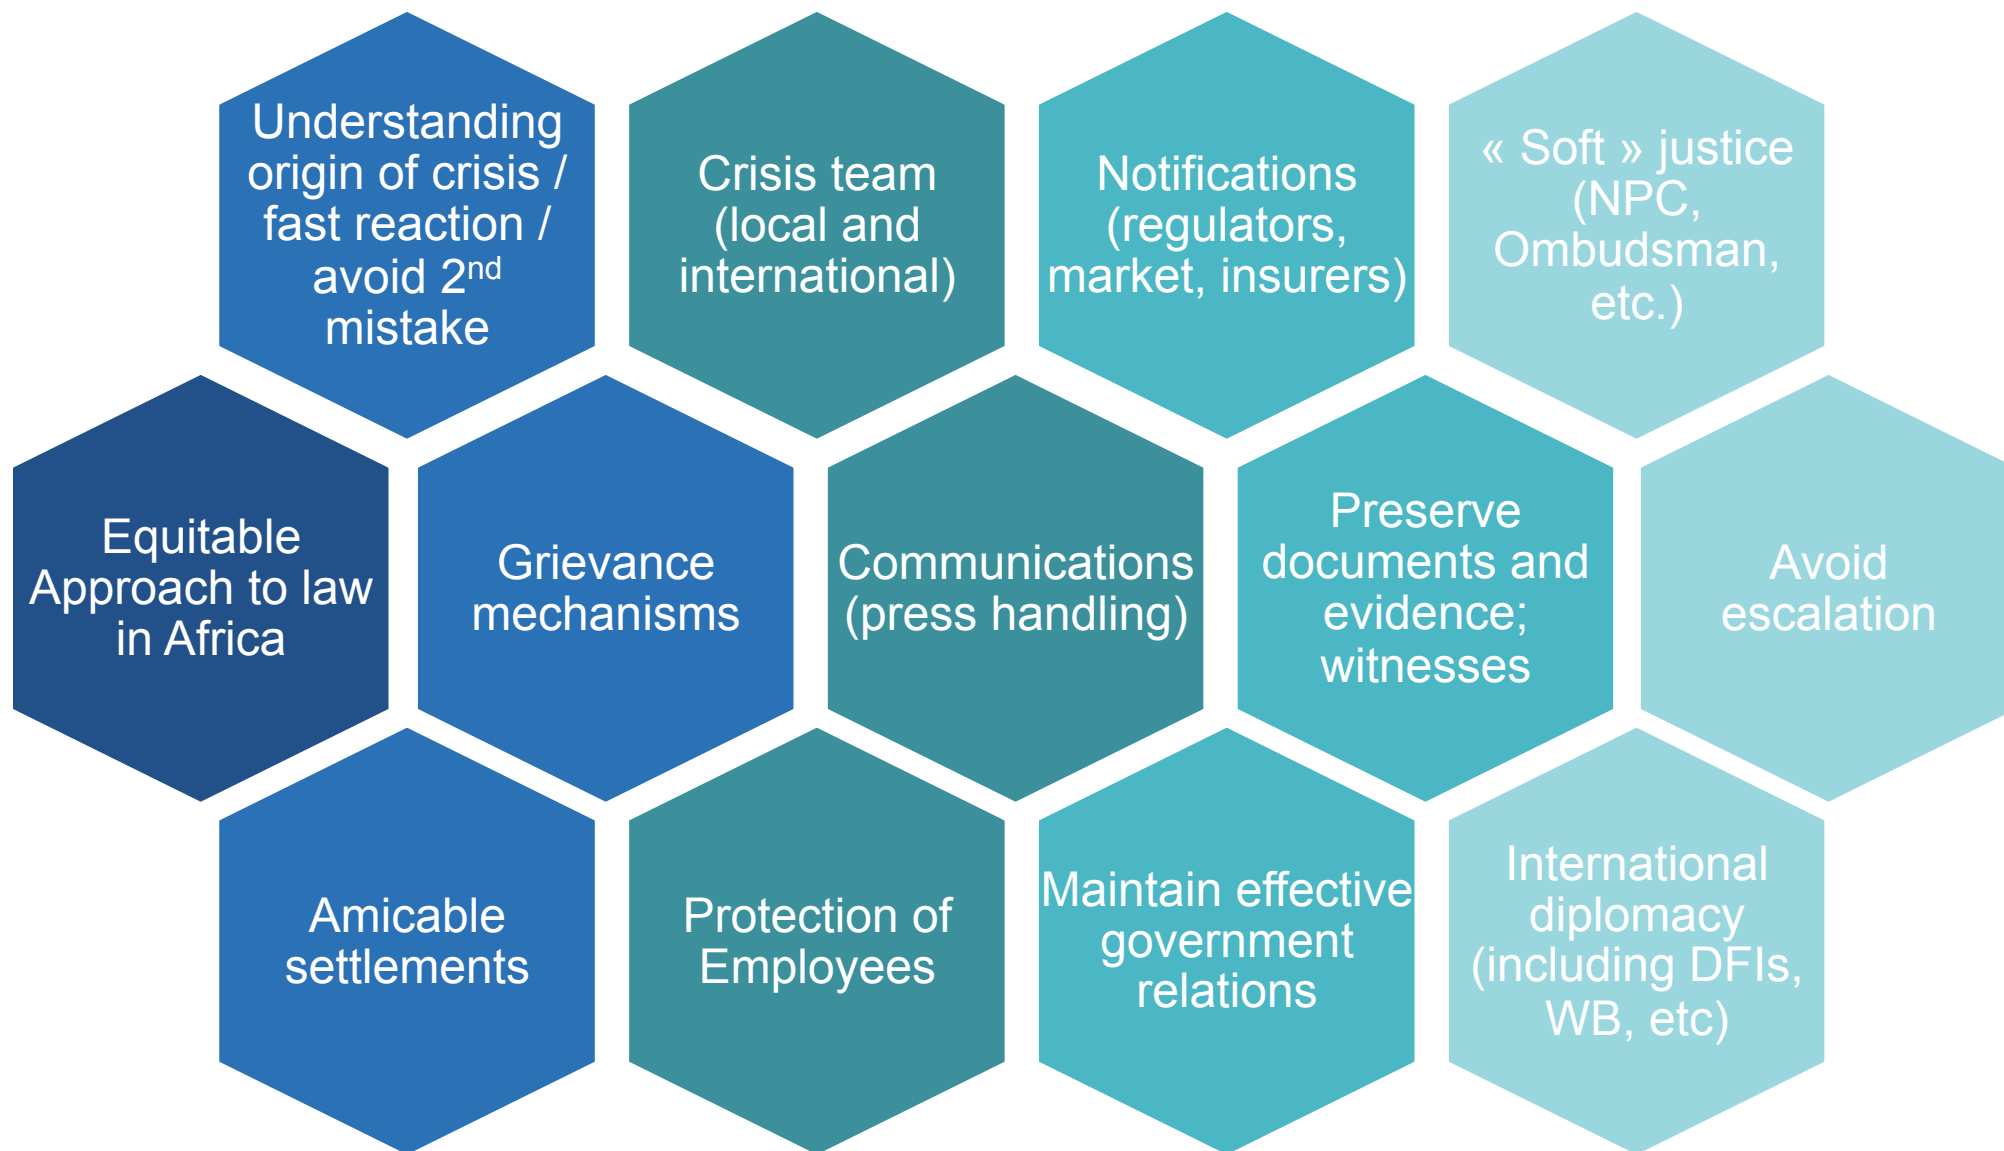 Understanding
origin of crisis /
fast reaction /
avoid 2nd
mistake
Crisis team
(local and
international)
Notifications
(regulators,
market, insurers)
« Soft » justice
(NPC,
Ombudsman,
etc.)
Equitable
Approach to law
in Africa
Grievance
mechanisms
Communications
(press handling)
Preserve
documents and
evidence;
witnesses
Avoid
escalation
Amicable
settlements
Protection of
Employees
Maintain effective
government
relations
International
diplomacy
(including DFIs,
WB, etc)